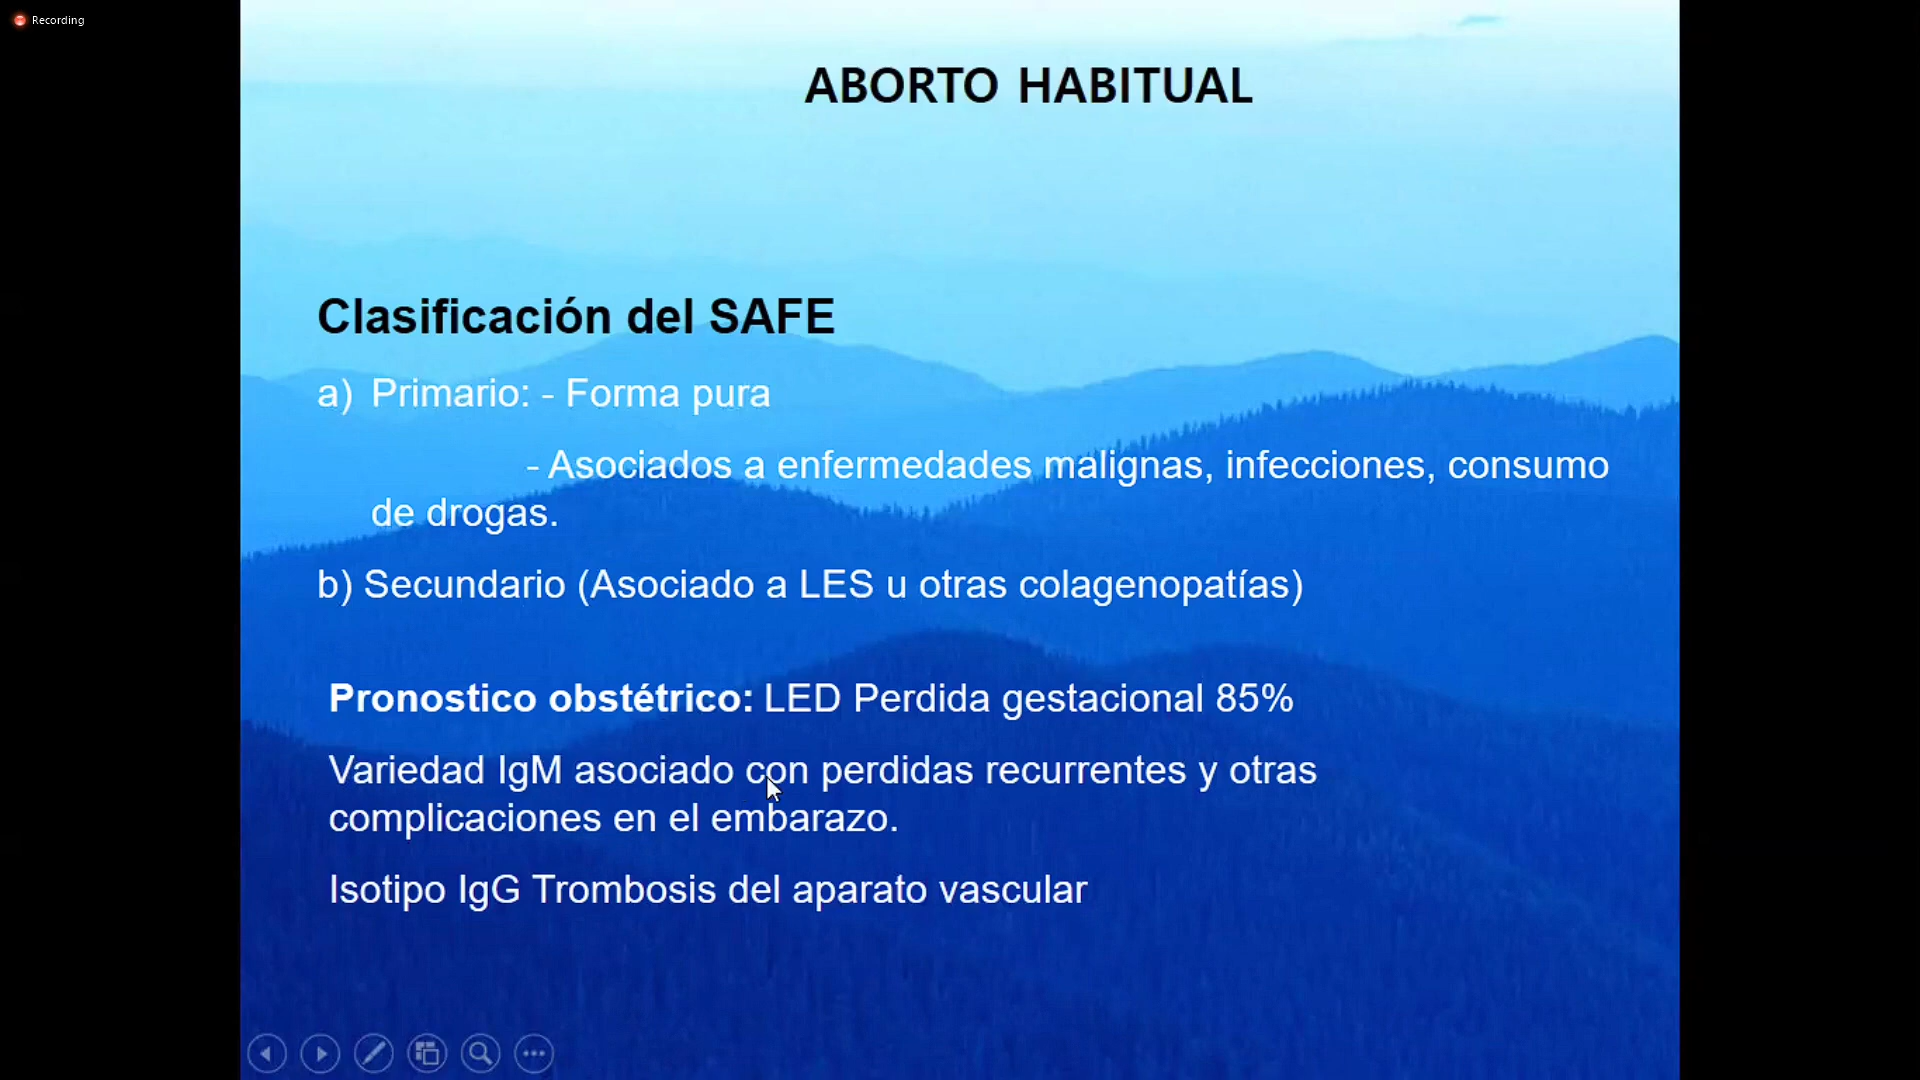 Recording
ABORTO HABITUAL
Clasificación del SAFE
a) Primario: - Forma pura
- Asociados a enfermedades malignas, infecciones, consumo
de drogas.
b) Secundario (Asociado a LES u otras colagenopatías)
Pronostico obstétrico: LED Perdida gestacional 85%
Variedad IgM asociado con perdidas recurrentes y otras
complicaciones en el embarazo.
Isotipo IgG Trombosis del aparato vascular